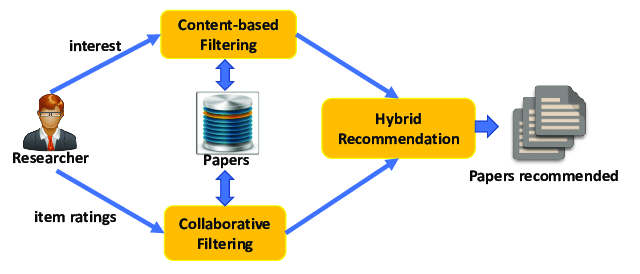 Content-based
Filtering
interest
Researcher
Papers
Hybrid
Recommendation
Papers recommended
item ratings
Collaborative
Filtering